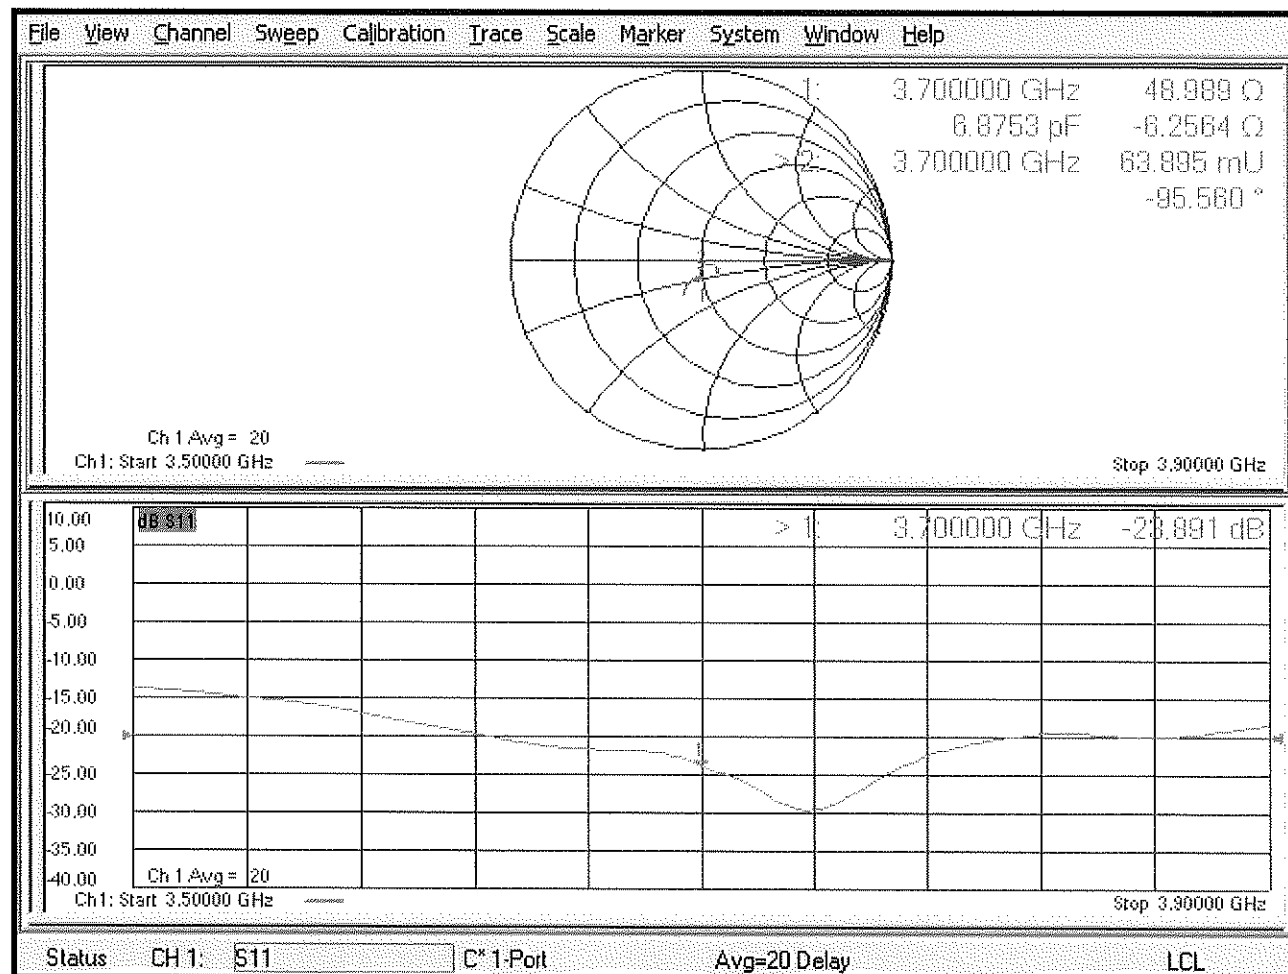 File View Channel Sweep Calibration Trace Scale Marker System Window Help
1: 3.700000 GHz 48.989 Ω
6.8753 pF -6.2564 Ω
> 2: 3.700000 GHz 63.895 mU
-95.560 °
Ch 1 Avg = 20
Ch1: Start 3.50000 GHz
Stop 3.90000 GHz
10.00 dB S11
> 1: 3.700000 GHz -23.891 dB
5.00
0.00
-5.00
-10.00
-15.00
-20.00
-25.00
-30.00
-35.00
-40.00
Ch 1 Avg = 20
Ch1: Start 3.50000 GHz
Stop 3.90000 GHz
Status CH 1: S11 C* 1-Port Avg=20 Delay LCL